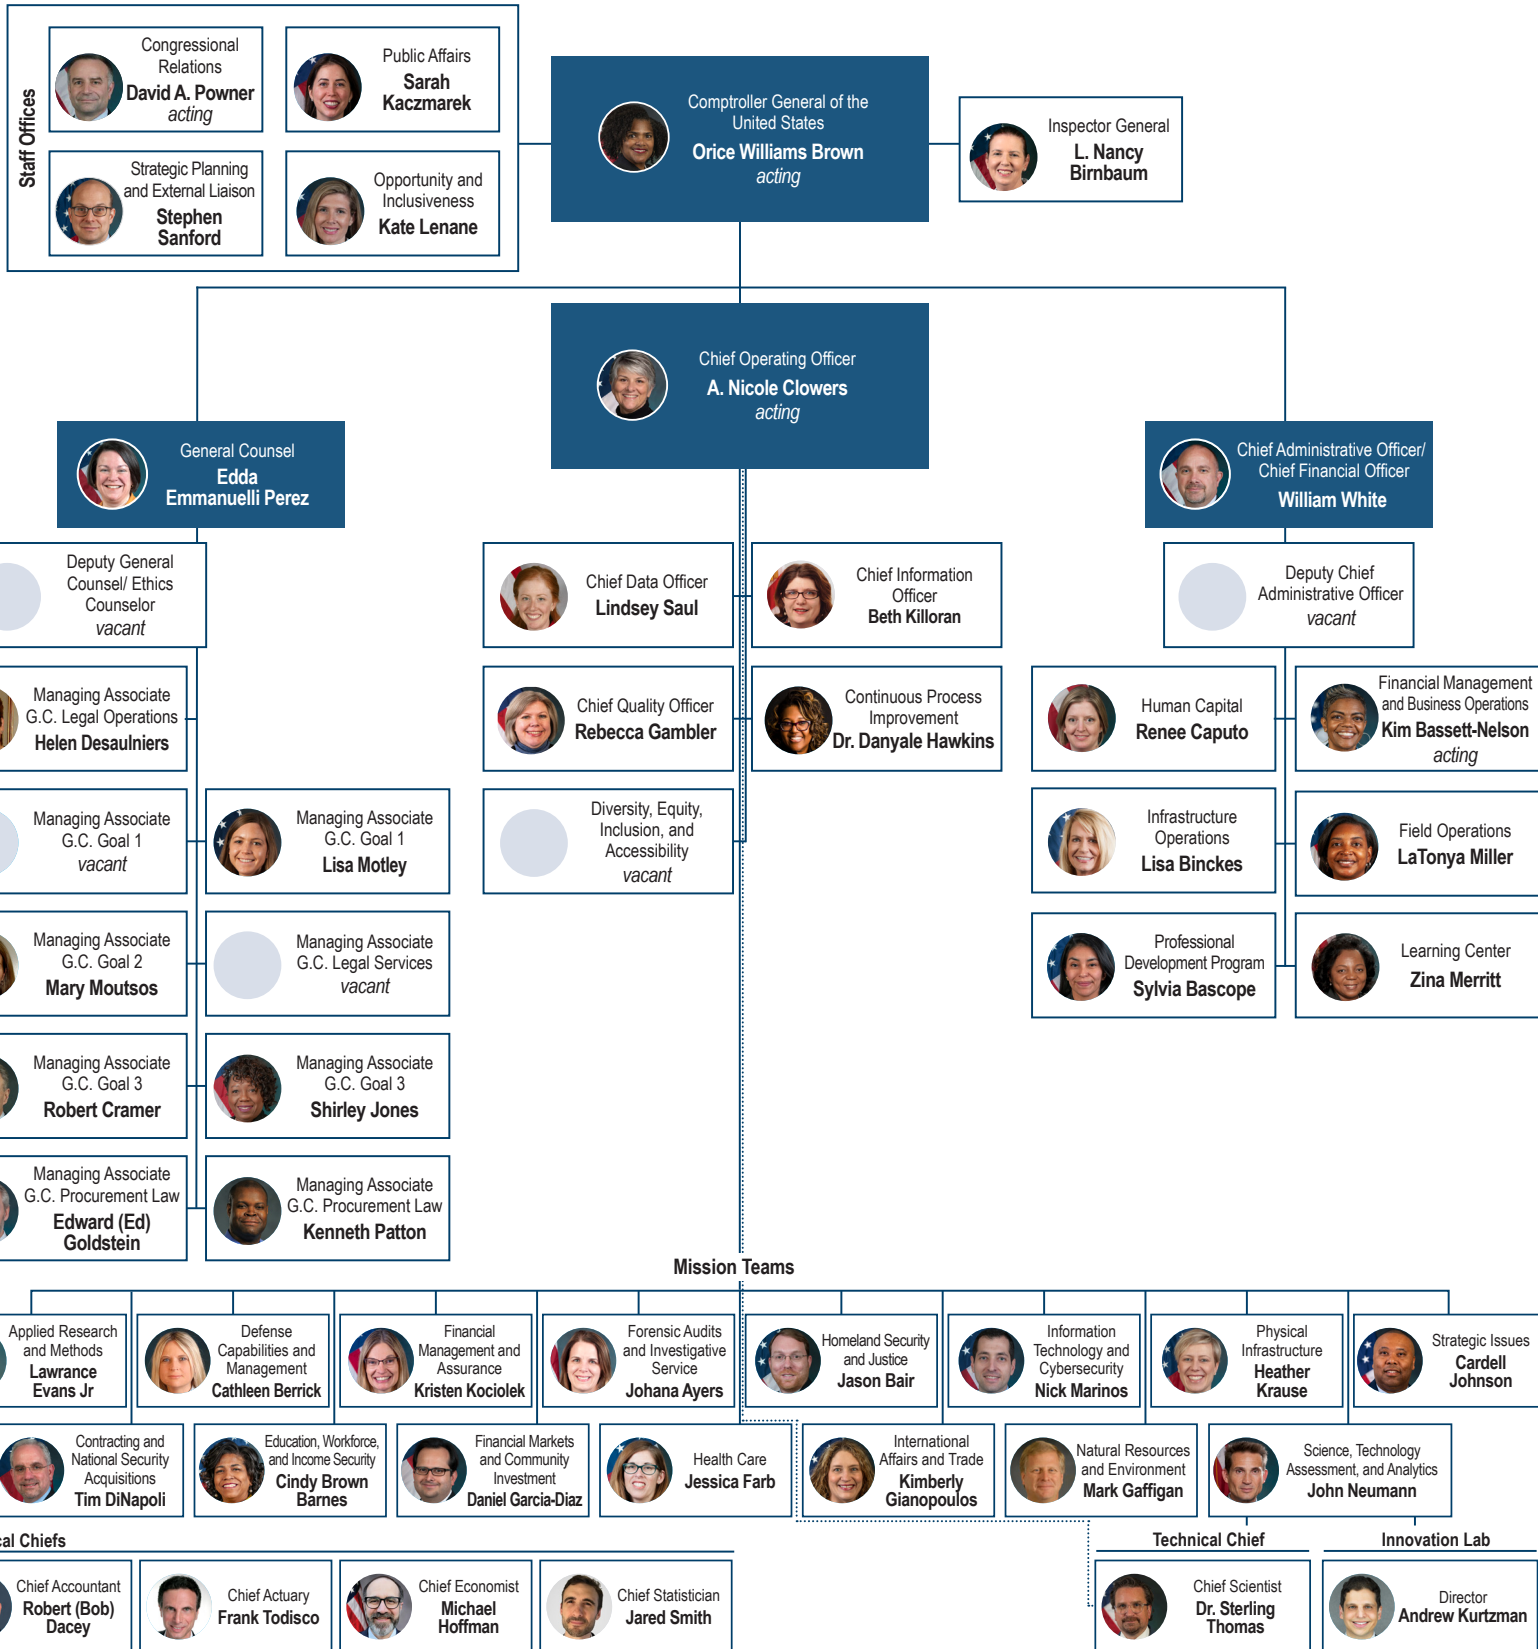 Staff Offices
Congressional
Relations
David A. Powner
acting
Public Affairs
Sarah
Kaczmarek
Strategic Planning
and External Liaison
Stephen
Sanford
Opportunity and
Inclusiveness
Kate Lenane
Comptroller General of the
United States
Orice Williams Brown
acting
Inspector General
L. Nancy
Birnbaum
Chief Operating Officer
A. Nicole Clowers
acting
General Counsel
Edda
Emmanuelli Perez
Chief Administrative Officer/
Chief Financial Officer
William White
Deputy General
Counsel/ Ethics
Counselor
vacant
Managing Associate
G.C. Legal Operations
Helen Desaulniers
Managing Associate
G.C. Goal 1
vacant
Managing Associate
G.C. Goal 1
Lisa Motley
Managing Associate
G.C. Goal 2
Mary Moutsos
Managing Associate
G.C. Legal Services
vacant
Managing Associate
G.C. Goal 3
Robert Cramer
Managing Associate
G.C. Goal 3
Shirley Jones
Managing Associate
G.C. Procurement Law
Edward (Ed)
Goldstein
Managing Associate
G.C. Procurement Law
Kenneth Patton
Chief Data Officer
Lindsey Saul
Chief Information
Officer
Beth Killoran
Chief Quality Officer
Rebecca Gambler
Continuous Process
Improvement
Dr. Danyale Hawkins
Diversity, Equity,
Inclusion, and
Accessibility
vacant
Deputy Chief
Administrative Officer
vacant
Human Capital
Renee Caputo
Financial Management
and Business Operations
Kim Bassett-Nelson
acting
Infrastructure
Operations
Lisa Binckes
Field Operations
LaTonya Miller
Professional
Development Program
Sylvia Bascope
Learning Center
Zina Merritt
Mission Teams
Applied Research
and Methods
Lawrance
Evans Jr
Defense
Capabilities and
Management
Cathleen Berrick
Financial
Management and
Assurance
Kristen Kociolek
Forensic Audits
and Investigative
Service
Johana Ayers
Homeland Security
and Justice
Jason Bair
Information
Technology and
Cybersecurity
Nick Marinos
Physical
Infrastructure
Heather
Krause
Strategic Issues
Cardell
Johnson
Contracting and
National Security
Acquisitions
Tim DiNapoli
Education, Workforce,
and Income Security
Cindy Brown
Barnes
Financial Markets
and Community
Investment
Daniel Garcia-Diaz
Health Care
Jessica Farb
International
Affairs and Trade
Kimberly
Gianopoulos
Natural Resources
and Environment
Mark Gaffigan
Science, Technology
Assessment, and Analytics
John Neumann
cal Chiefs
Chief Accountant
Robert (Bob)
Dacey
Chief Actuary
Frank Todisco
Chief Economist
Michael
Hoffman
Chief Statistician
Jared Smith
Technical Chief
Chief Scientist
Dr. Sterling
Thomas
Innovation Lab
Director
Andrew Kurtzman